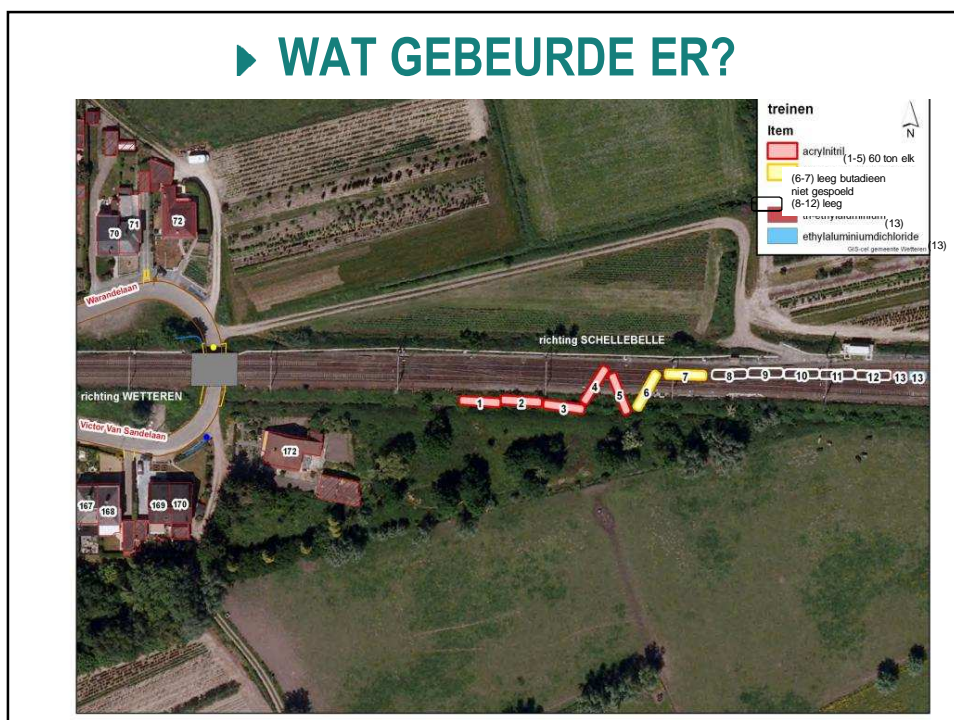 WAT GEBEURDE ER?
treinen
Item
N
acrylnitril (1-5) 60 ton elk
(6-7) leeg butadieen
niet gespoeld
(8-12) leeg
tri-ethylaluminium (13)
ethylaluminiumdichloride (13)
GIS-cel gemeente Wetteren
70
71
72
Warandelaan
richting SCHELLEBELLE
richting WETTEREN
1
2
3
4
5
6
7
8
9
10
11
12
13
13
Victor Van Sandelaan
172
167
168
169
170